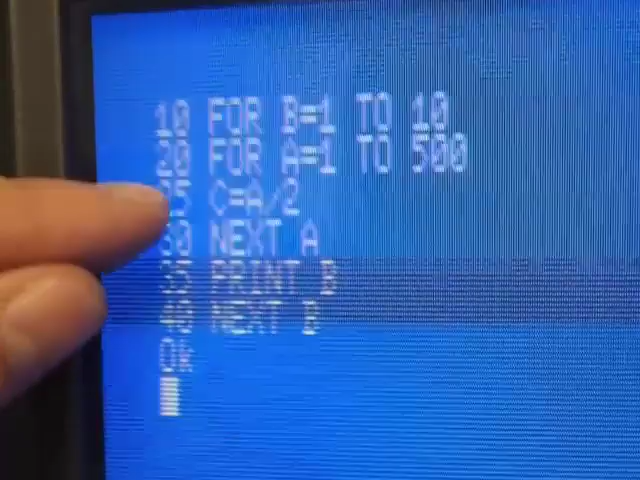 10 FOR B=1 TO 10
20 FOR A=1 TO 500
25 C=A/2
30 NEXT A
35 PRINT B
40 NEXT B
Ok